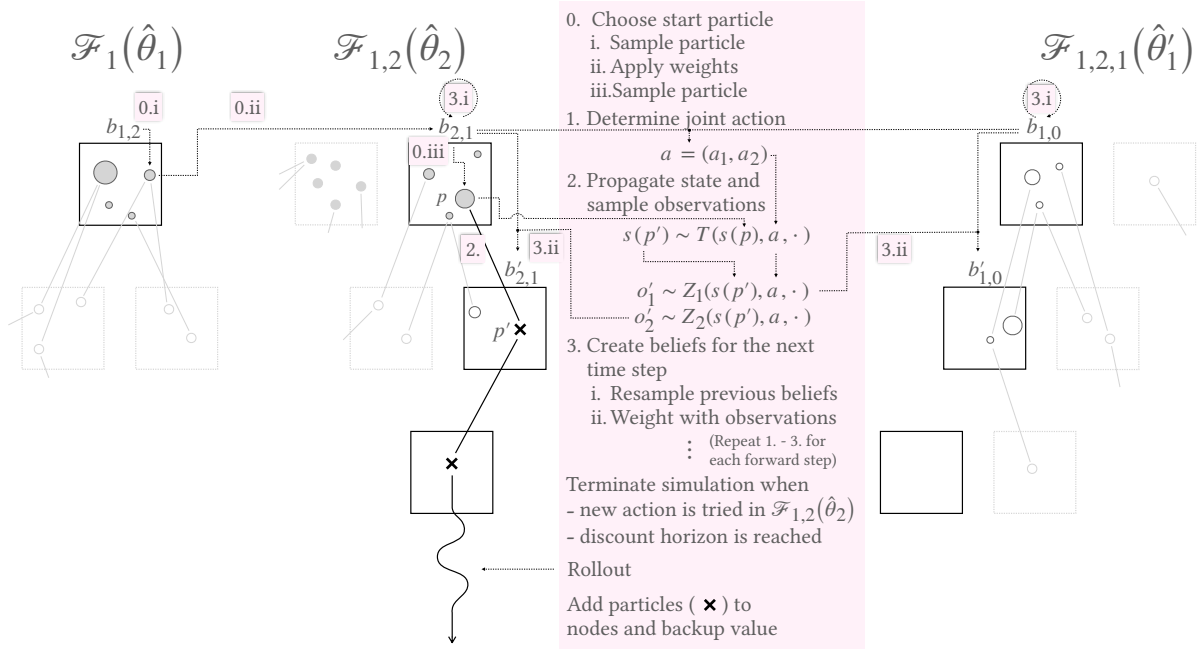 ℱ₁(θ̂₁)
ℱ₁,₂(θ̂₂)
ℱ₁,₂,₁(θ̂′₁)
0.i
0.ii
3.i
3.i
b₁,₂
b₂,₁
b₁,₀
0.iii
p
2.
3.ii
3.ii
b′₂,₁
b′₁,₀
p′
0. Choose start particle
i. Sample particle
ii. Apply weights
iii.Sample particle
1. Determine joint action
a = (a₁, a₂)
2. Propagate state and
sample observations
s(p′) ~ T(s(p), a, · )
o′₁ ~ Z₁(s(p′), a, · )
o′₂ ~ Z₂(s(p′), a, · )
3. Create beliefs for the next
time step
i. Resample previous beliefs
ii. Weight with observations
⋮ (Repeat 1. - 3. for
each forward step)
Terminate simulation when
- new action is tried in ℱ₁,₂(θ̂₂)
- discount horizon is reached
Rollout
Add particles ( × ) to
nodes and backup value